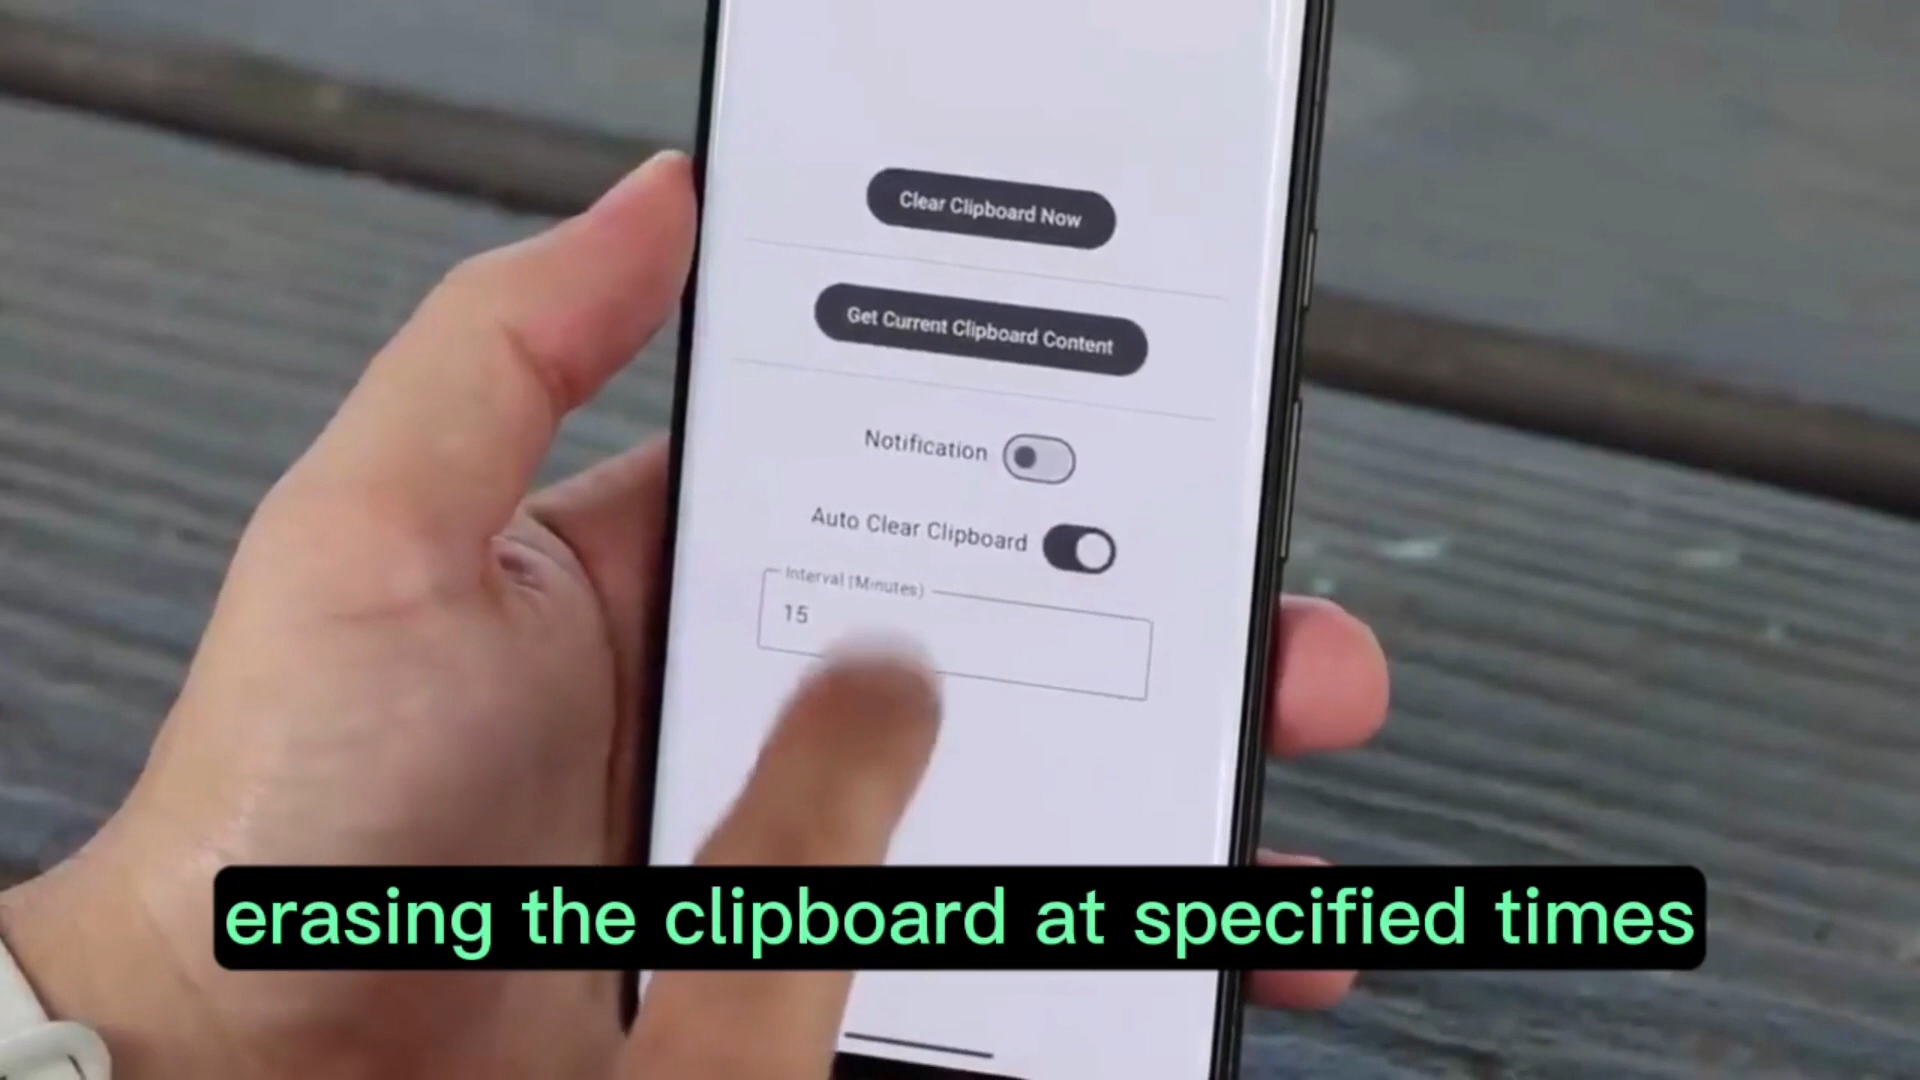 Clear Clipboard Now
Get Current Clipboard Content
Notification
Auto Clear Clipboard
Interval (Minutes)
15
erasing the clipboard at specified times